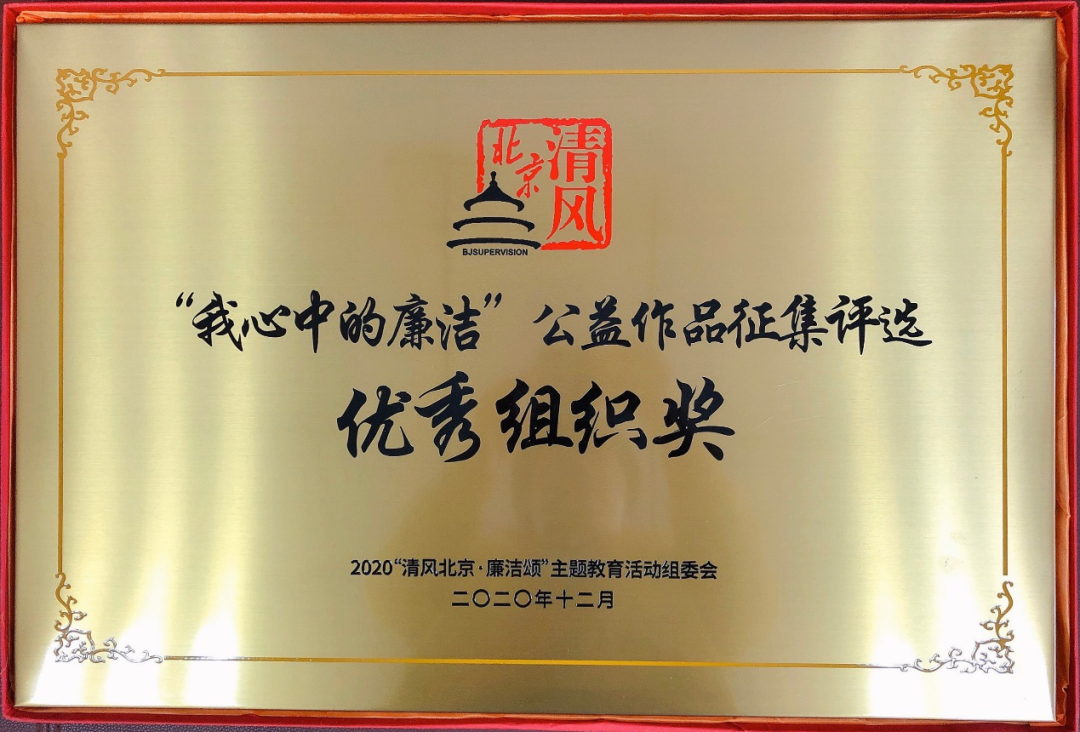 清风北京
BJSUPERVISION
“我心中的廉洁”公益作品征集评选
优秀组织奖
2020“清风北京·廉洁颂”主题教育活动组委会
二〇二〇年十二月